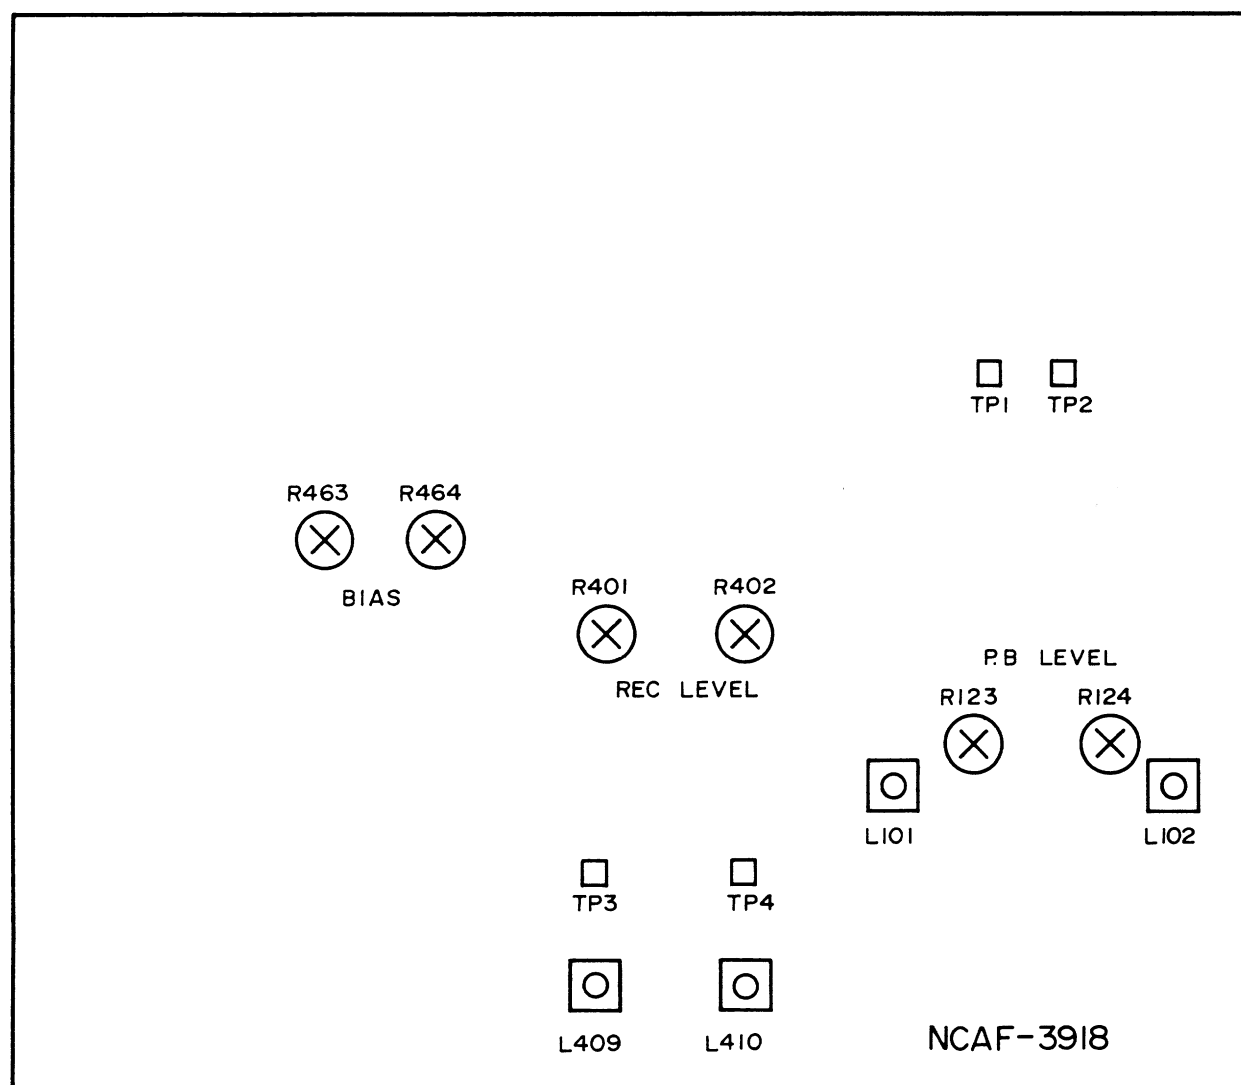 TP1 TP2
R463 R464
BIAS
R401 R402
REC LEVEL
P.B LEVEL
R123 R124
L101 L102
TP3 TP4
L409 L410
NCAF-3918